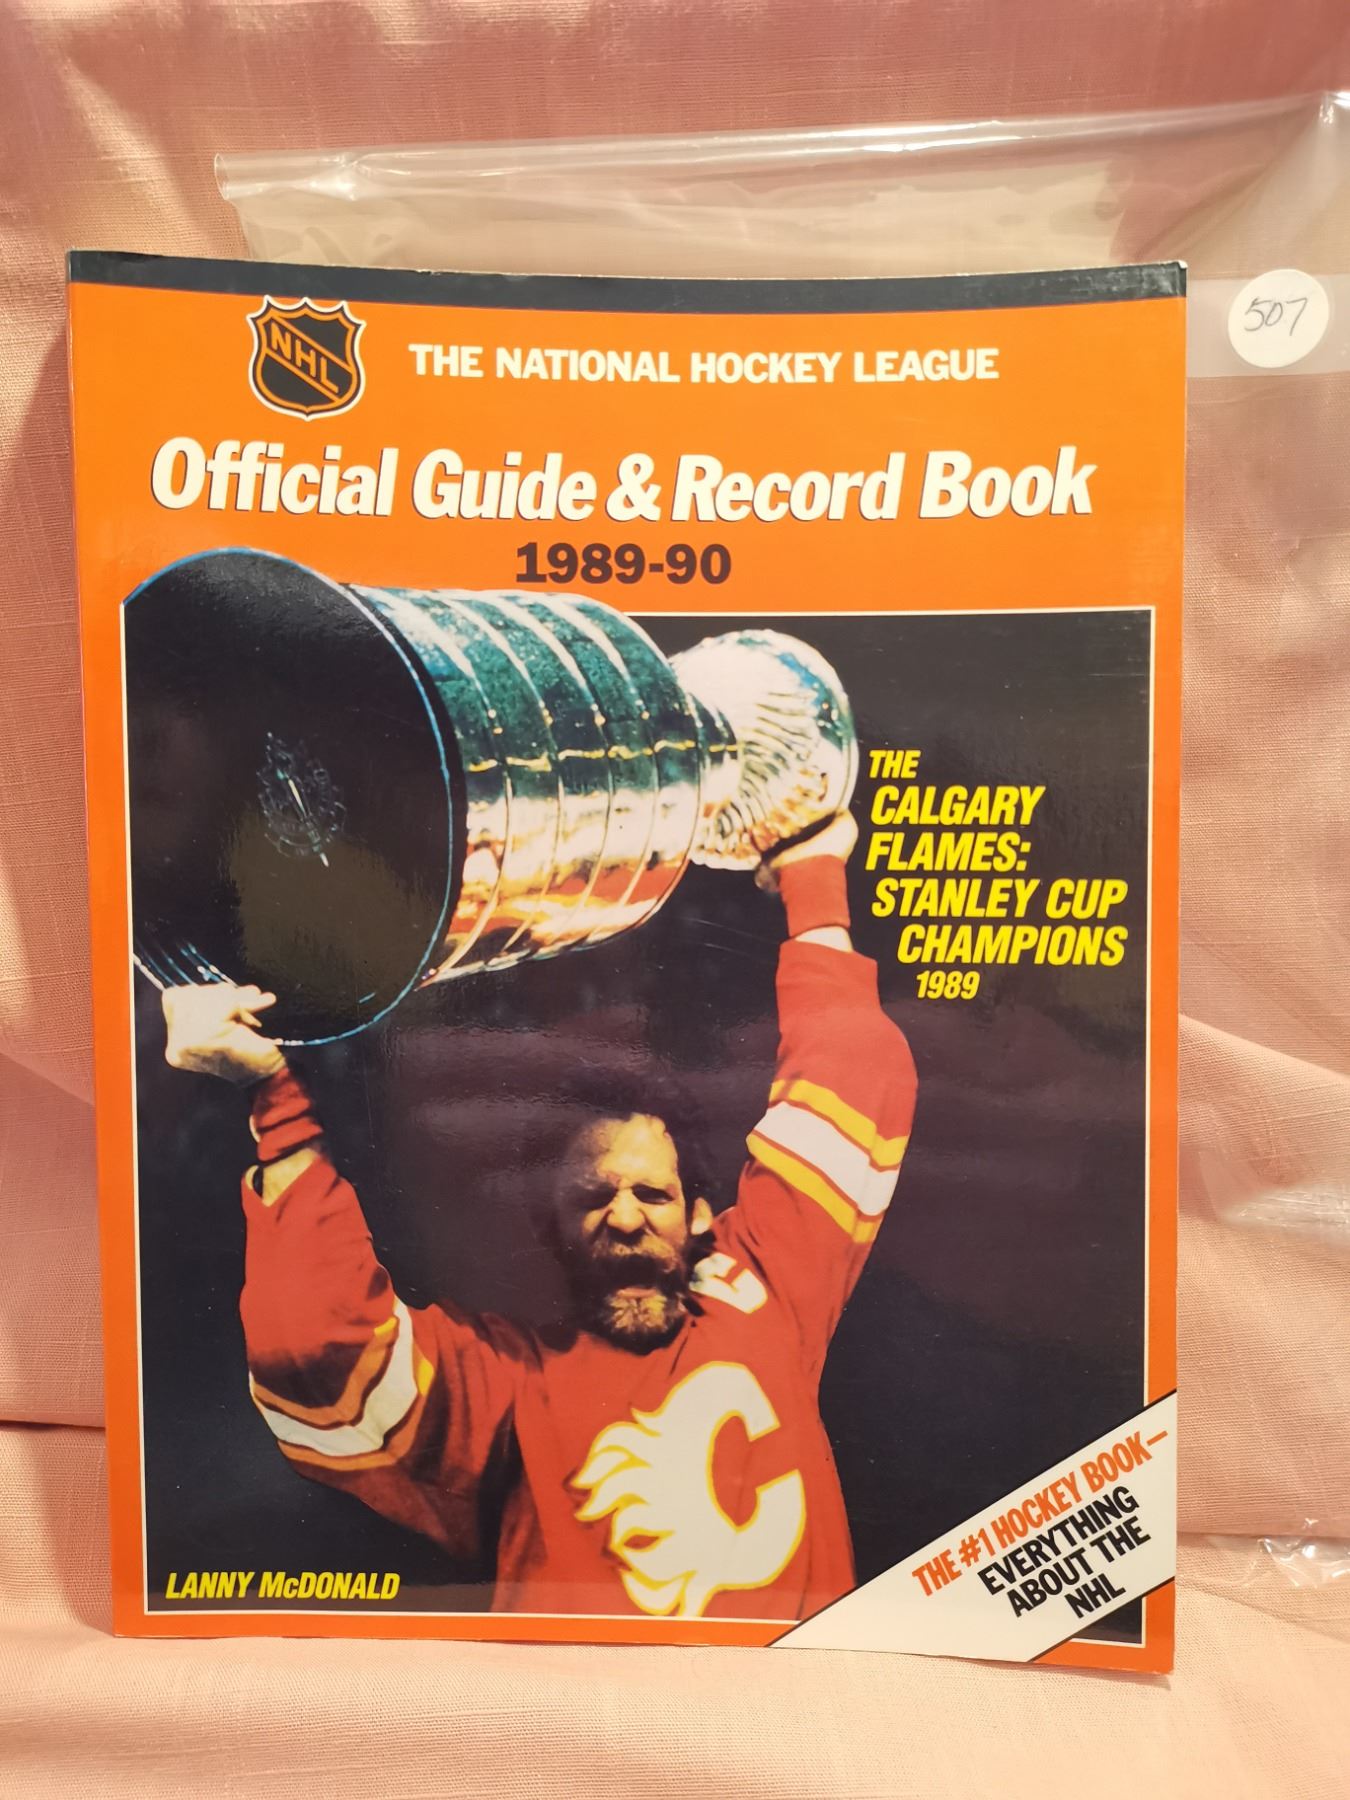 507
NHL
THE NATIONAL HOCKEY LEAGUE
Official Guide & Record Book
1989-90
THE
CALGARY
FLAMES:
STANLEY CUP
CHAMPIONS
1989
C
C
LANNY McDONALD
THE #1 HOCKEY BOOK—
EVERYTHING
ABOUT THE
NHL